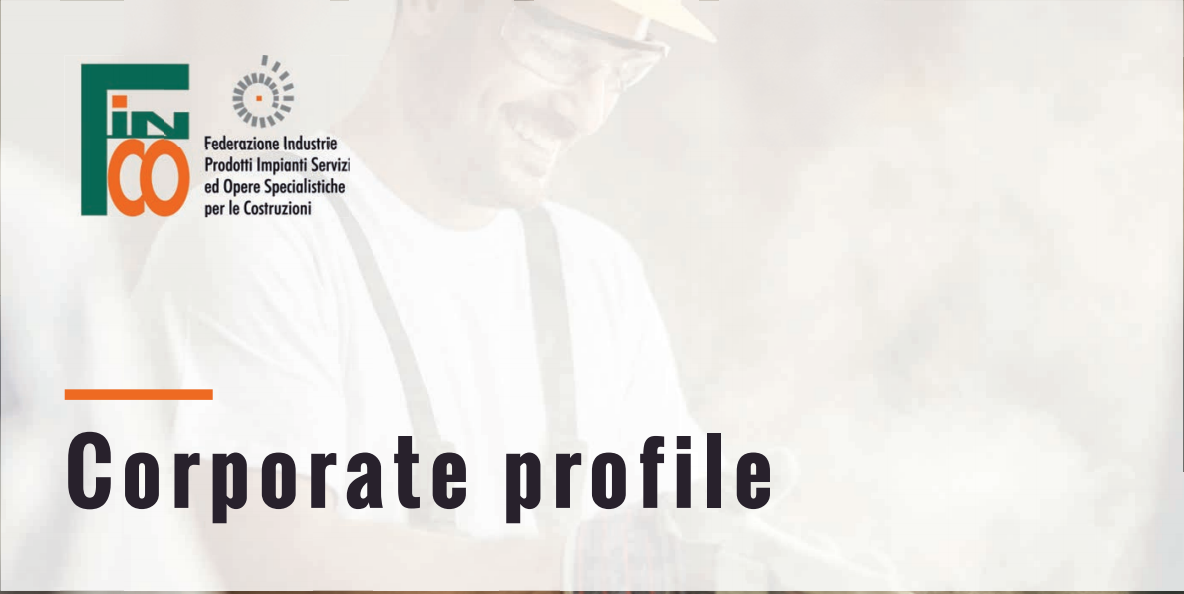 FINCO
Federazione Industrie
Prodotti Impianti Servizi
ed Opere Specialistiche
per le Costruzioni
Corporate profile